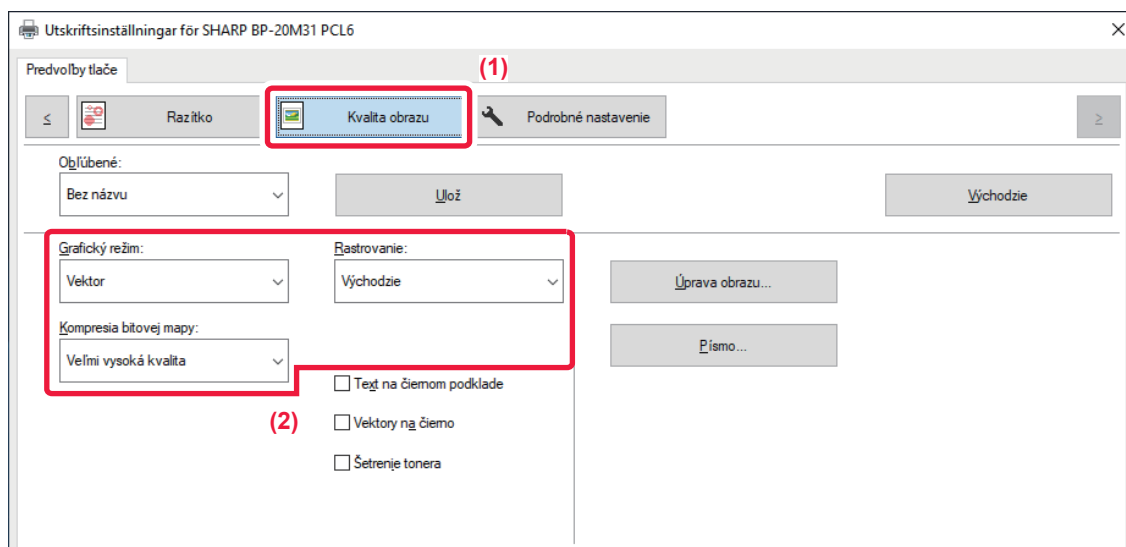 Utskriftsinställningar för SHARP BP-20M31 PCL6
Predvoľby tlače
(1)
< Razítko Kvalita obrazu Podrobné nastavenie >
Obľúbené:
Bez názvu Ulož Východzie
Grafický režim: Rastrovanie:
Vektor Východzie Úprava obrazu...
Kompresia bitovej mapy:
Veľmi vysoká kvalita Písmo...
Text na čiernom podklade
(2) Vektory na čierno
Šetrenie tonera